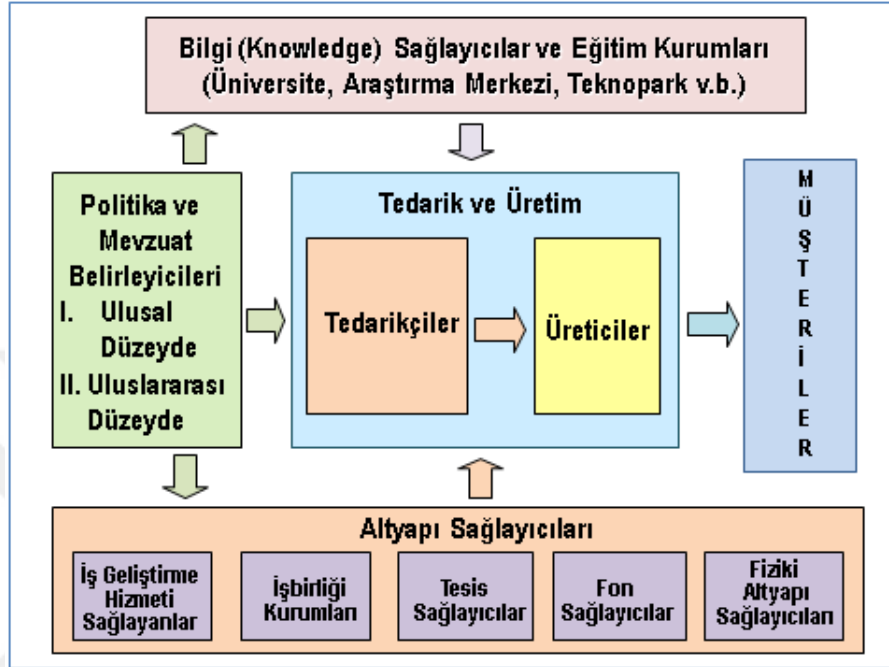 Bilgi (Knowledge) Sağlayıcılar ve Eğitim Kurumları
(Üniversite, Araştırma Merkezi, Teknopark v.b.)
Politika ve
Mevzuat
Belirleyicileri
I. Ulusal
Düzeyde
II. Uluslararası
Düzeyde
Tedarik ve Üretim
Tedarikçiler
Üreticiler
M
Ü
Ş
T
E
R
İ
L
E
R
Altyapı Sağlayıcıları
İş Geliştirme
Hizmeti
Sağlayanlar
İşbirliği
Kurumları
Tesis
Sağlayıcılar
Fon
Sağlayıcılar
Fiziki
Altyapı
Sağlayıcıları